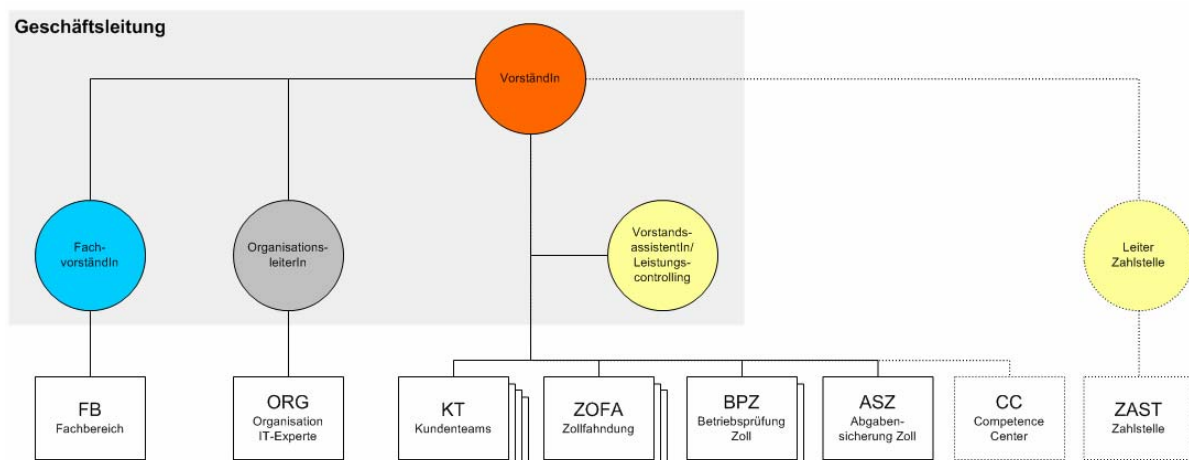 Geschäftsleitung
VorständIn
Fach-
vorständIn
Organisations-
leiterIn
Vorstands-
assistentIn/
Leistungs-
controlling
Leiter
Zahlstelle
FB
Fachbereich
ORG
Organisation
IT-Experte
KT
Kundenteams
ZOFA
Zollfahndung
BPZ
Betriebsprüfung
Zoll
ASZ
Abgaben-
sicherung Zoll
CC
Competence
Center
ZAST
Zahlstelle